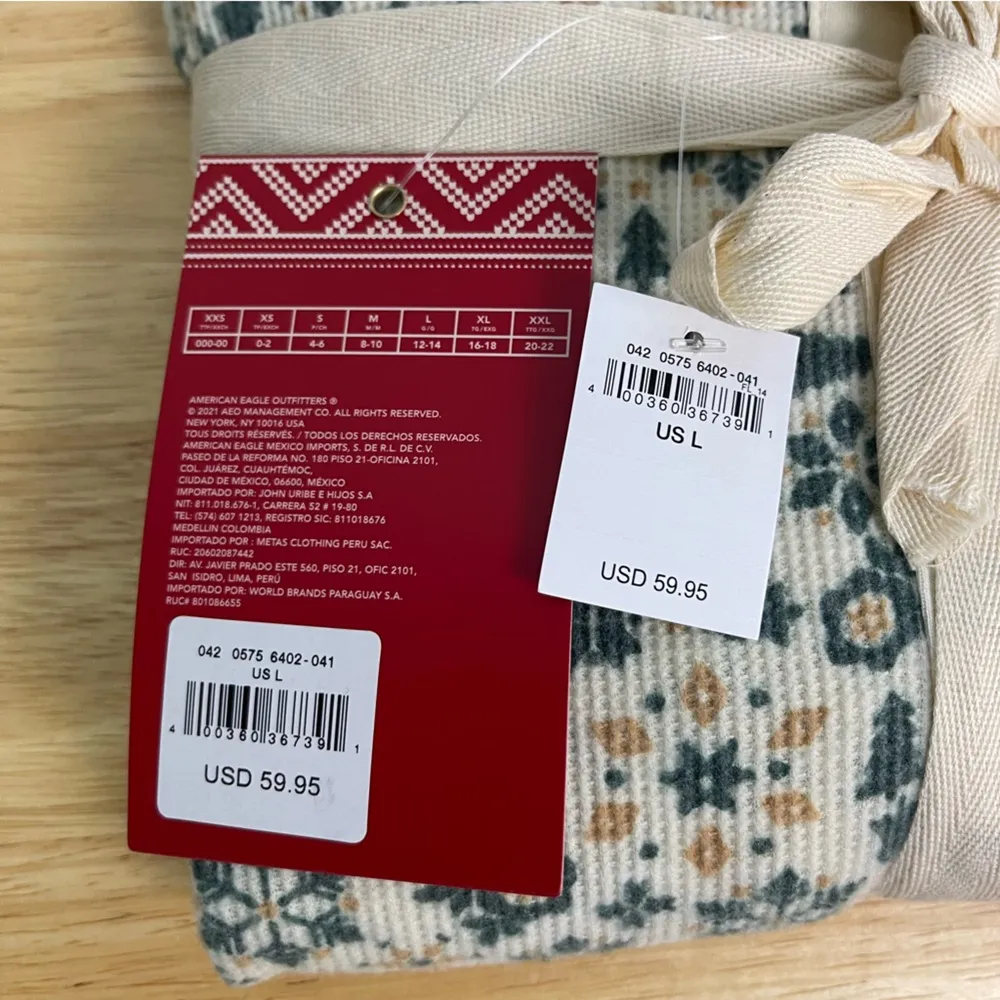 XXS XS S M L XL XXL
TTP/XXCH TP/EXCH P/CH M/M G/G TG/EXG TTG/XXG
000-00 0-2 4-6 8-10 12-14 16-18 20-22
AMERICAN EAGLE OUTFITTERS ®
© 2021 AEO MANAGEMENT CO. ALL RIGHTS RESERVED.
NEW YORK, NY 10016 USA
TOUS DROITS RÉSERVÉS. / TODOS LOS DERECHOS RESERVADOS.
AMERICAN EAGLE MEXICO IMPORTS, S. DE R.L. DE C.V.
PASEO DE LA REFORMA NO. 180 PISO 21-OFICINA 2101,
COL. JUÁREZ, CUAUHTÉMOC,
CIUDAD DE MÉXICO, 06600, MÉXICO
IMPORTADO POR: JOHN URIBE E HIJOS S.A
NIT: 811.018.676-1, CARRERA 52 # 19-80
TEL: (574) 607 1213, REGISTRO SIC: 811018676
MEDELLIN COLOMBIA
IMPORTADO POR : METAS CLOTHING PERU SAC.
RUC: 20602087442
DIR: AV. JAVIER PRADO ESTE 560, PISO 21, OFIC 2101,
SAN ISIDRO, LIMA, PERÚ
IMPORTADO POR: WORLD BRANDS PARAGUAY S.A.
RUC# 801086655
042 0575 6402-041
US L
4 00360 36739 1
USD 59.95
042 0575 6402-041
FL 14
4 00360 36739 1
US L
USD 59.95